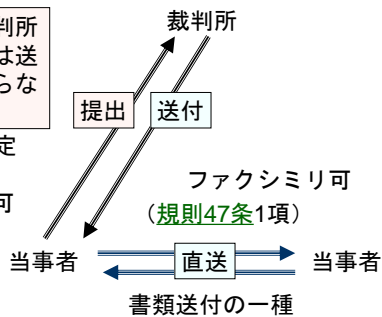 判所
は送
らな
定
可
裁判所
提出 送付
ファクシミリ可
（規則47条1項）
当事者 直送 当事者
書類送付の一種